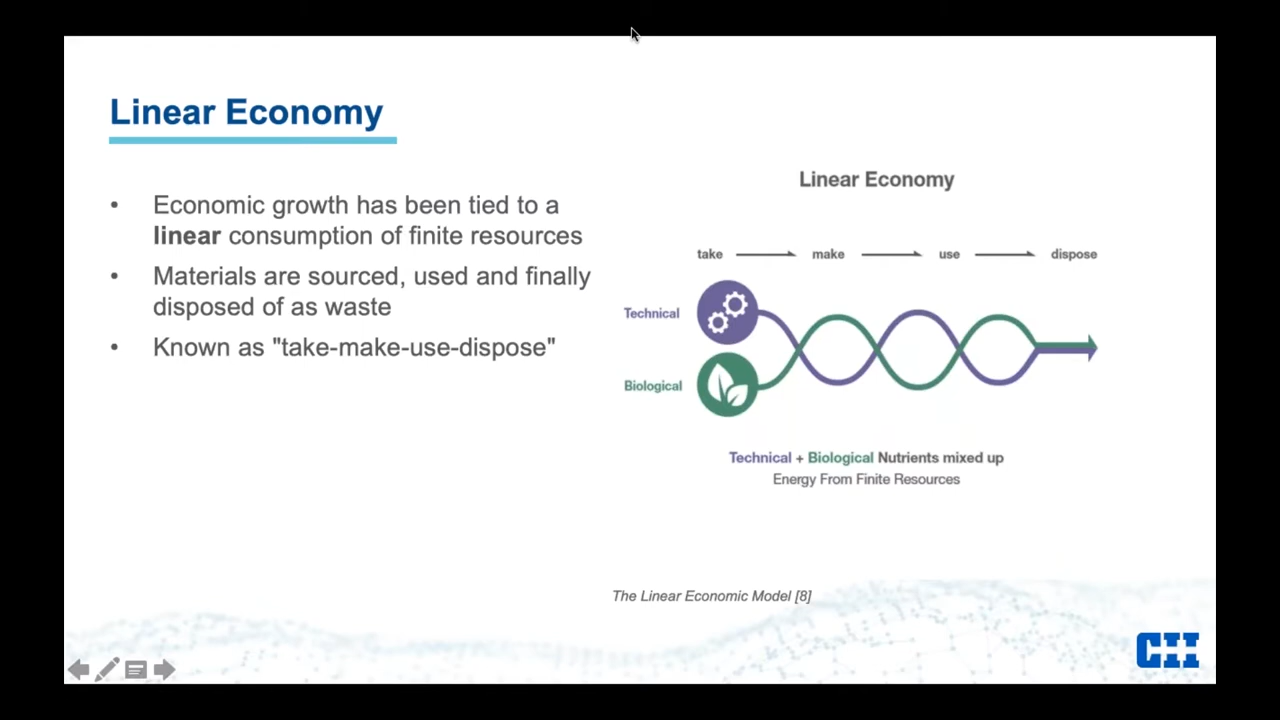 Linear Economy
• Economic growth has been tied to a
linear consumption of finite resources
• Materials are sourced, used and finally
disposed of as waste
• Known as "take-make-use-dispose"
Linear Economy
take make use dispose
Technical
Biological
Technical + Biological Nutrients mixed up
Energy From Finite Resources
The Linear Economic Model [8]
CII